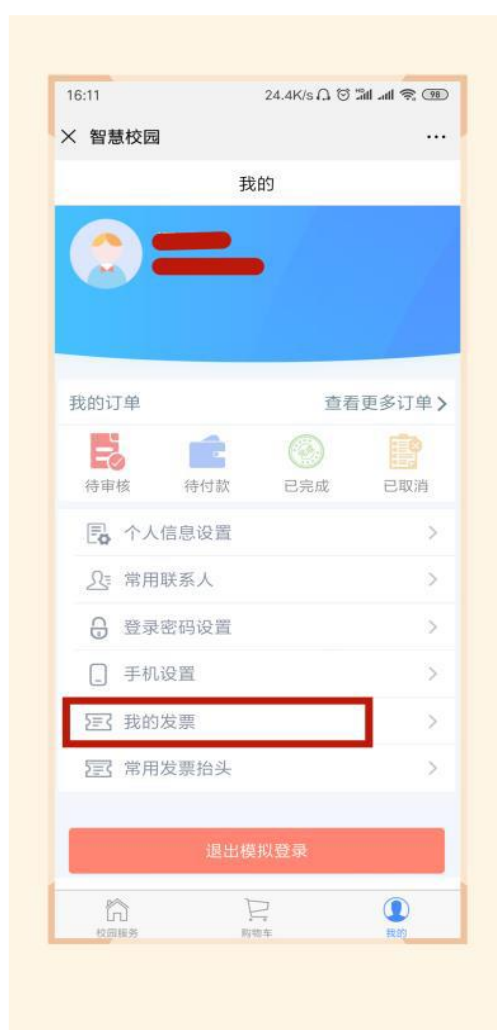 16:11 24.4K/s 98
智慧校园
我的
我的订单 查看更多订单
待审核 待付款 已完成 已取消
个人信息设置
常用联系人
登录密码设置
手机设置
我的发票
常用发票抬头
退出模拟登录
校园服务 购物车 我的